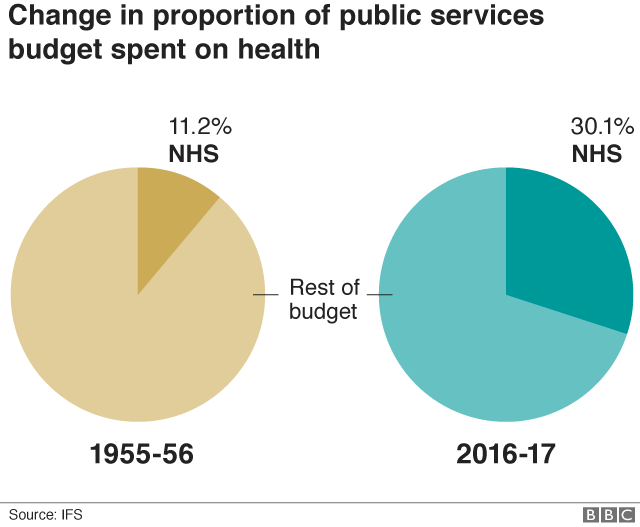 Change in proportion of public services
budget spent on health
11.2%
NHS
30.1%
NHS
Rest of
budget
1955-56
2016-17
Source: IFS
BBC